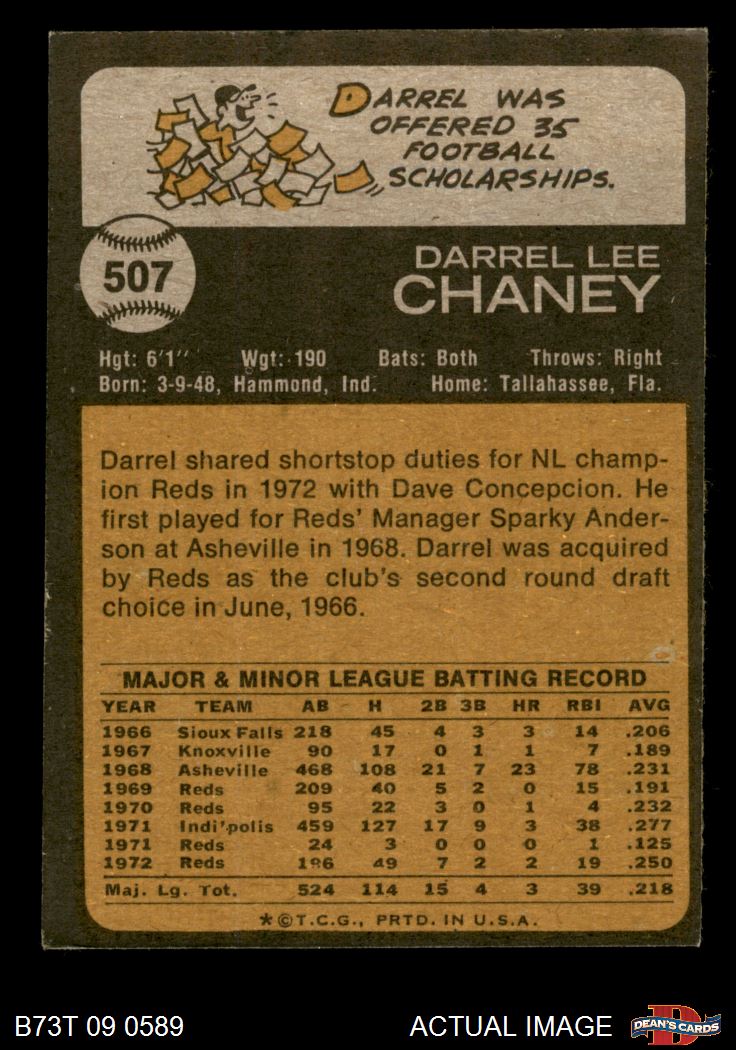 DARREL WAS
OFFERED 35
FOOTBALL
SCHOLARSHIPS.
507
DARREL LEE
CHANEY
Hgt: 6'1" Wgt: 190 Bats: Both Throws: Right
Born: 3-9-48, Hammond, Ind. Home: Tallahassee, Fla.
Darrel shared shortstop duties for NL champ-
ion Reds in 1972 with Dave Concepcion. He
first played for Reds' Manager Sparky Ander-
son at Asheville in 1968. Darrel was acquired
by Reds as the club's second round draft
choice in June, 1966.
MAJOR & MINOR LEAGUE BATTING RECORD
YEAR TEAM AB H 2B 3B HR RBI AVG
1966 Sioux Falls 218 45 4 3 3 14 .206
1967 Knoxville 90 17 0 1 1 7 .189
1968 Asheville 468 108 21 7 23 78 .231
1969 Reds 209 40 5 2 0 15 .191
1970 Reds 95 22 3 0 1 4 .232
1971 Indi'polis 459 127 17 9 3 38 .277
1971 Reds 24 3 0 0 0 1 .125
1972 Reds 196 49 7 2 2 19 .250
Maj. Lg. Tot. 524 114 15 4 3 39 .218
*©T.C.G., PRTD. IN U.S.A.
B73T 09 0589 ACTUAL IMAGE
D
DEAN'S CARDS